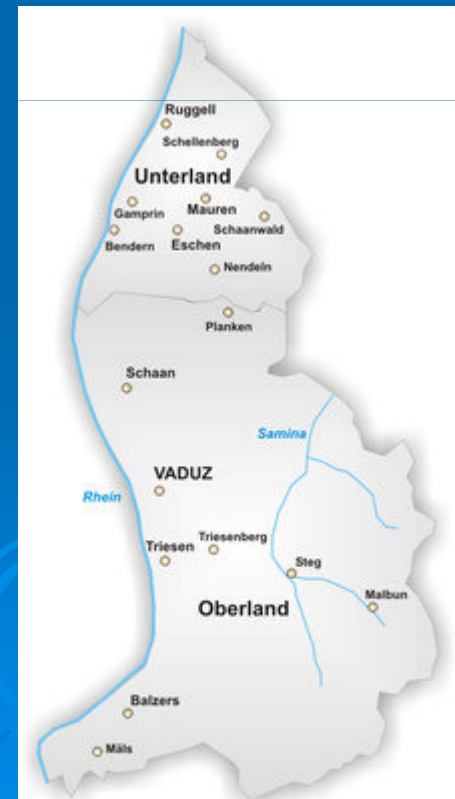 Ruggell
Schellenberg
Unterland
Gamprin
Mauren
Schaanwald
Bendern
Eschen
Nendeln
Planken
Schaan
Samina
VADUZ
Rhein
Triesenberg
Triesen
Steg
Malbun
Oberland
Balzers
Mäls